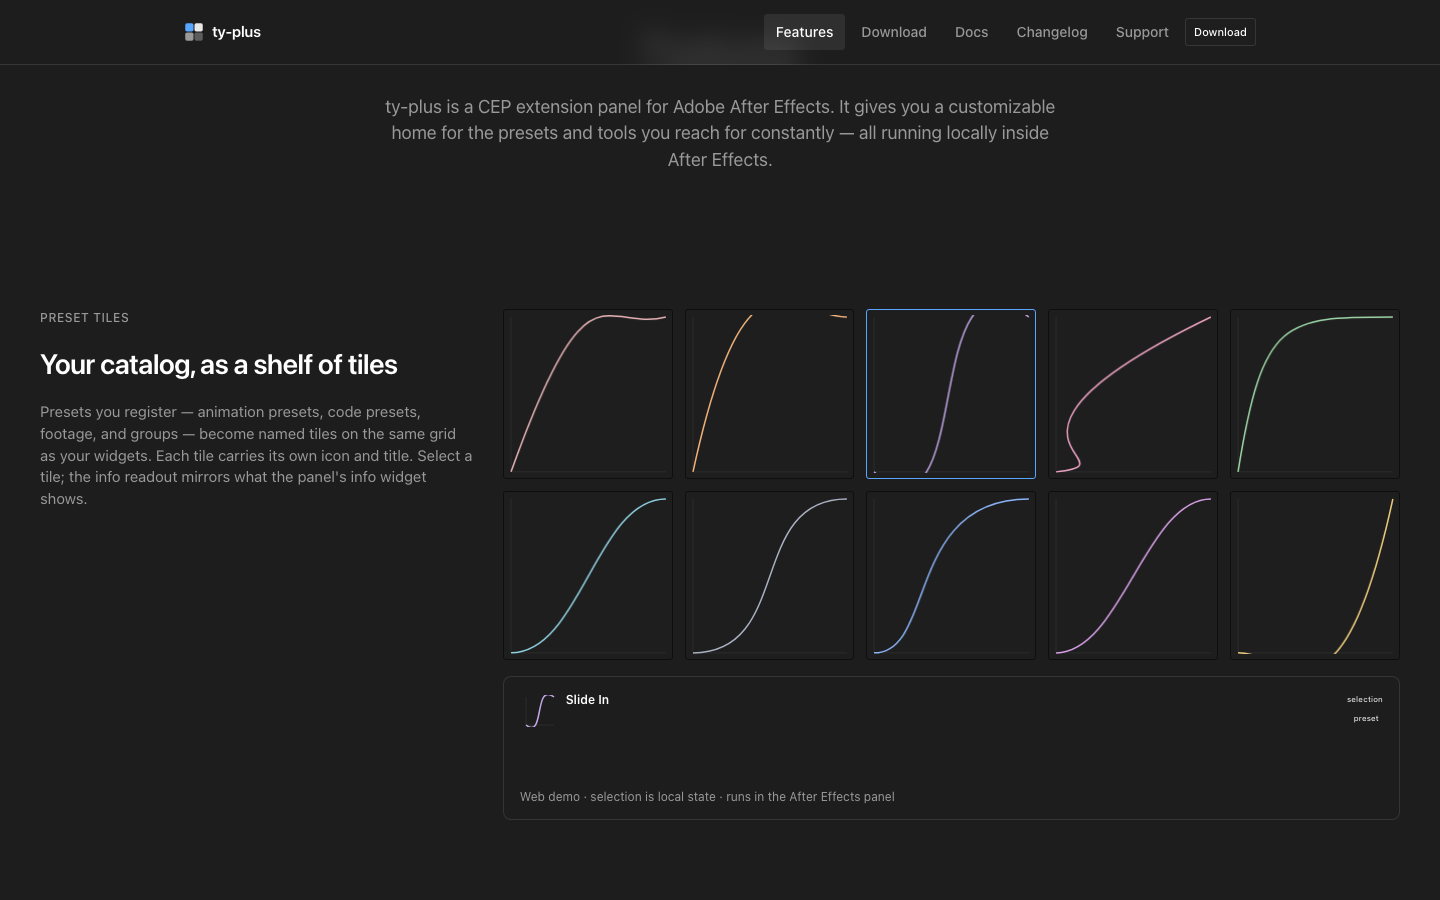 ty-plus
Features
Download
Docs
Changelog
Support
Download
ty-plus is a CEP extension panel for Adobe After Effects. It gives you a customizable
home for the presets and tools you reach for constantly — all running locally inside
After Effects.
PRESET TILES
Your catalog, as a shelf of tiles
Presets you register — animation presets, code presets,
footage, and groups — become named tiles on the same grid
as your widgets. Each tile carries its own icon and title. Select a
tile; the info readout mirrors what the panel's info widget
shows.
Slide In
selection
preset
Web demo · selection is local state · runs in the After Effects panel